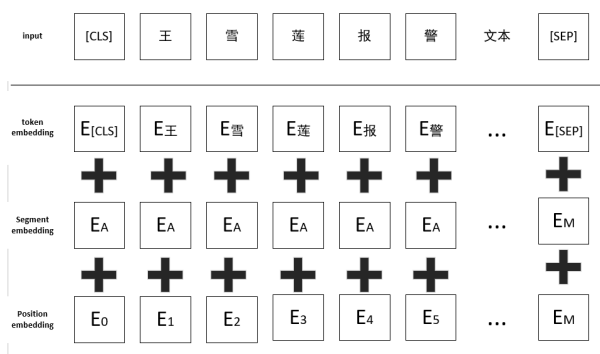 input [CLS] 王 雪 莲 报 警 文本 [SEP]
token
embedding E[CLS] E王 E雪 E莲 E报 E警 ... E[SEP]
Segment
embedding EA EA EA EA EA EA ... EM
Position
embedding E0 E1 E2 E3 E4 E5 ... EM